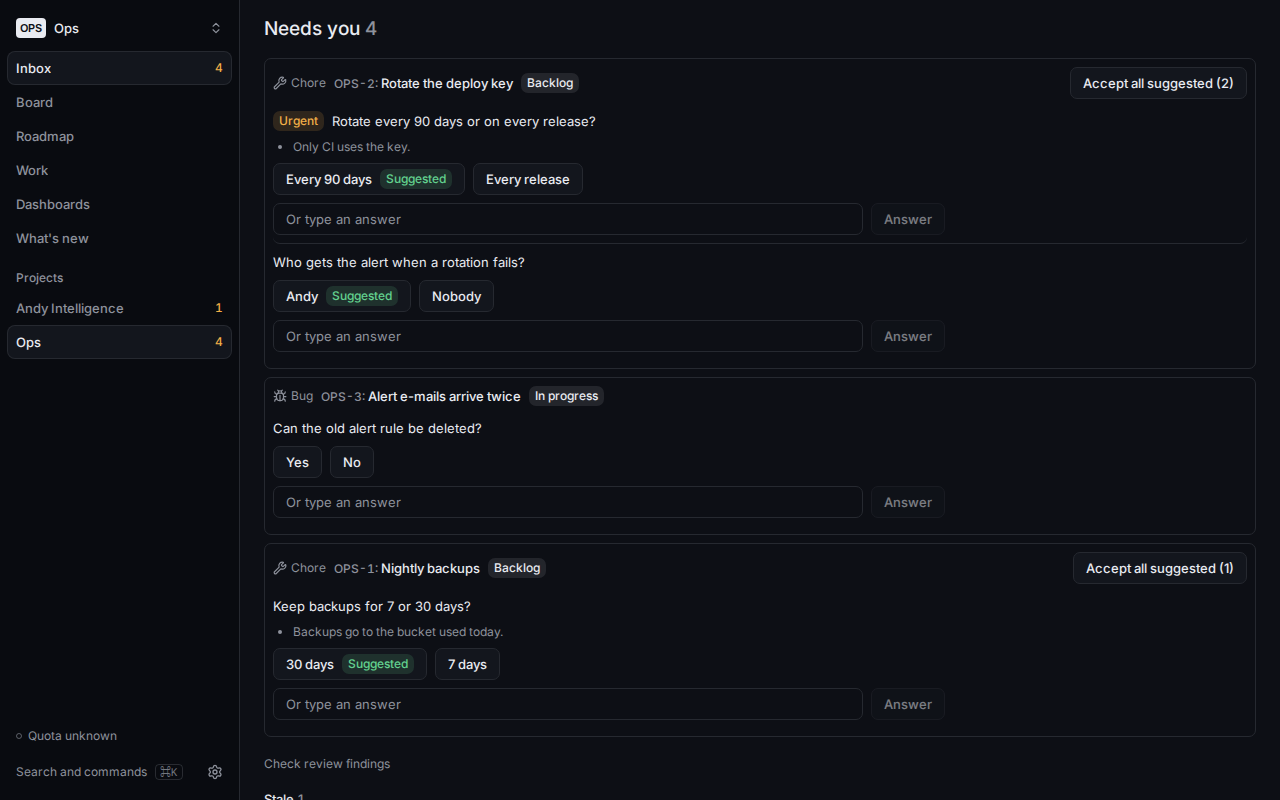 OPS Ops
Inbox 4
Board
Roadmap
Work
Dashboards
What's new
Projects
Andy Intelligence 1
Ops 4
Quota unknown
Search and commands ⌘K
Needs you 4
Chore OPS-2: Rotate the deploy key Backlog Accept all suggested (2)
Urgent Rotate every 90 days or on every release?
• Only CI uses the key.
Every 90 days Suggested Every release
Or type an answer Answer
Who gets the alert when a rotation fails?
Andy Suggested Nobody
Or type an answer Answer
Bug OPS-3: Alert e-mails arrive twice In progress
Can the old alert rule be deleted?
Yes No
Or type an answer Answer
Chore OPS-1: Nightly backups Backlog Accept all suggested (1)
Keep backups for 7 or 30 days?
• Backups go to the bucket used today.
30 days Suggested 7 days
Or type an answer Answer
Check review findings
Stale 1